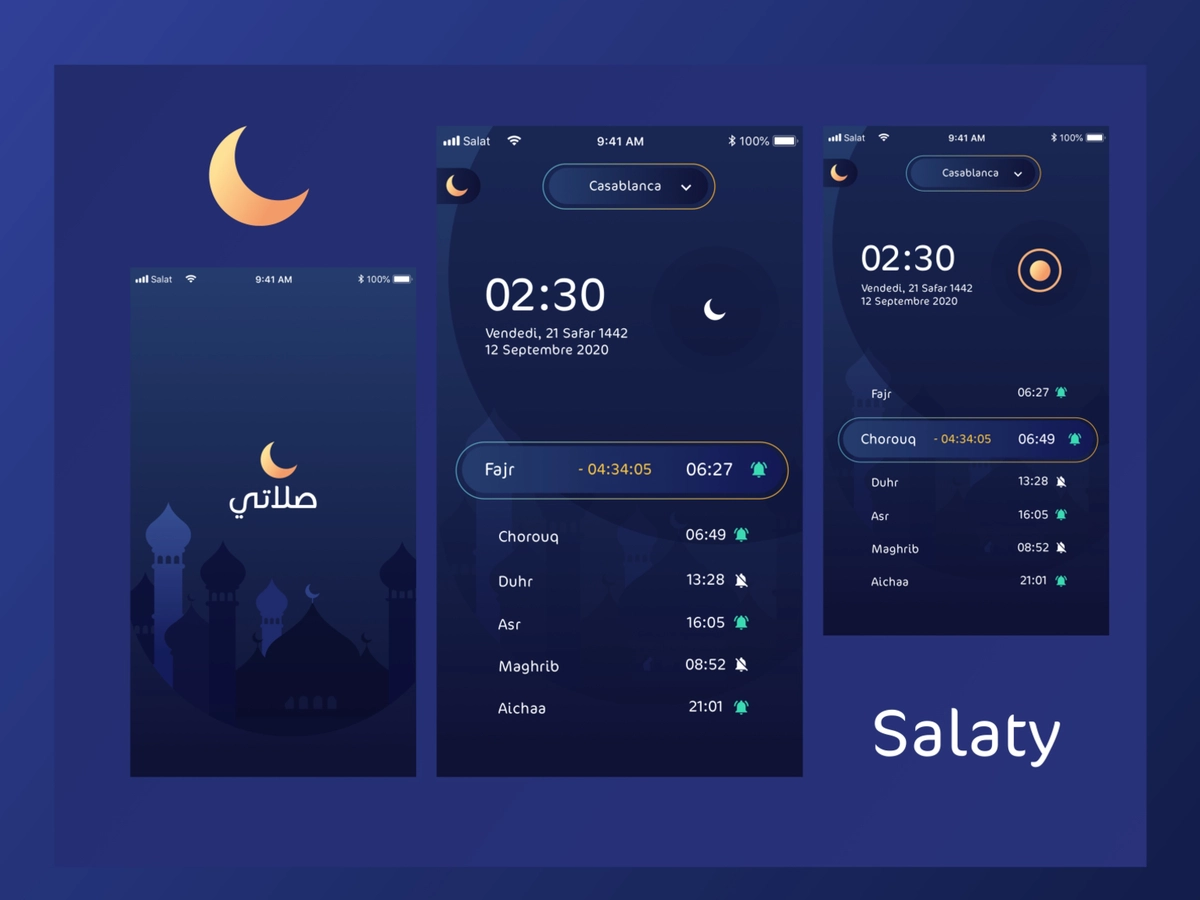 Salat 9:41 AM 100%
صلاتي
Salat 9:41 AM 100%
Casablanca
02:30
Vendedi, 21 Safar 1442
12 Septembre 2020
Fajr - 04:34:05 06:27
Chorouq 06:49
Duhr 13:28
Asr 16:05
Maghrib 08:52
Aichaa 21:01
Salat 9:41 AM 100%
Casablanca
02:30
Vendedi, 21 Safar 1442
12 Septembre 2020
Fajr 06:27
Chorouq - 04:34:05 06:49
Duhr 13:28
Asr 16:05
Maghrib 08:52
Aichaa 21:01
Salaty